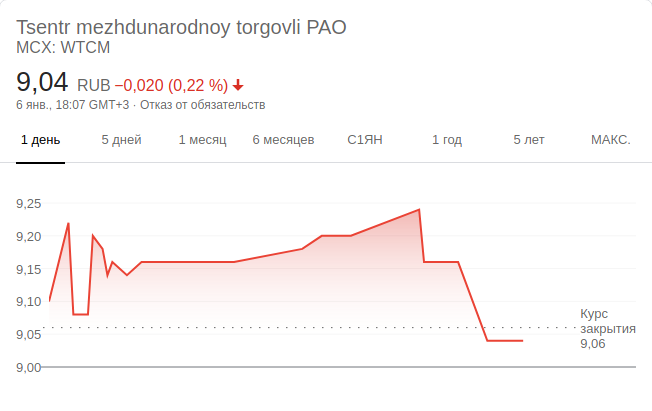 Tsentr mezhdunarodnoy torgovli PAO
MCX: WTCM
9,04 RUB −0,020 (0,22 %)
6 янв., 18:07 GMT+3 · Отказ от обязательств
1 день 5 дней 1 месяц 6 месяцев С1ЯН 1 год 5 лет МАКС.
9,25
9,20
9,15
9,10
9,05
9,00
Курс
закрытия
9,06